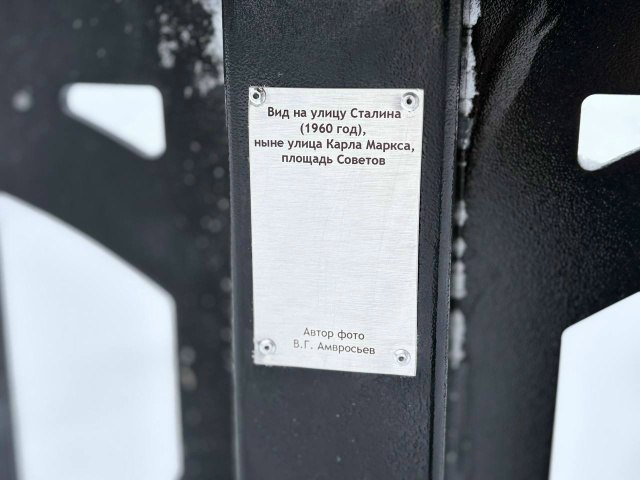 Вид на улицу Сталина
(1960 год),
ныне улица Карла Маркса,
площадь Советов
Автор фото
В.Г. Амвросьев